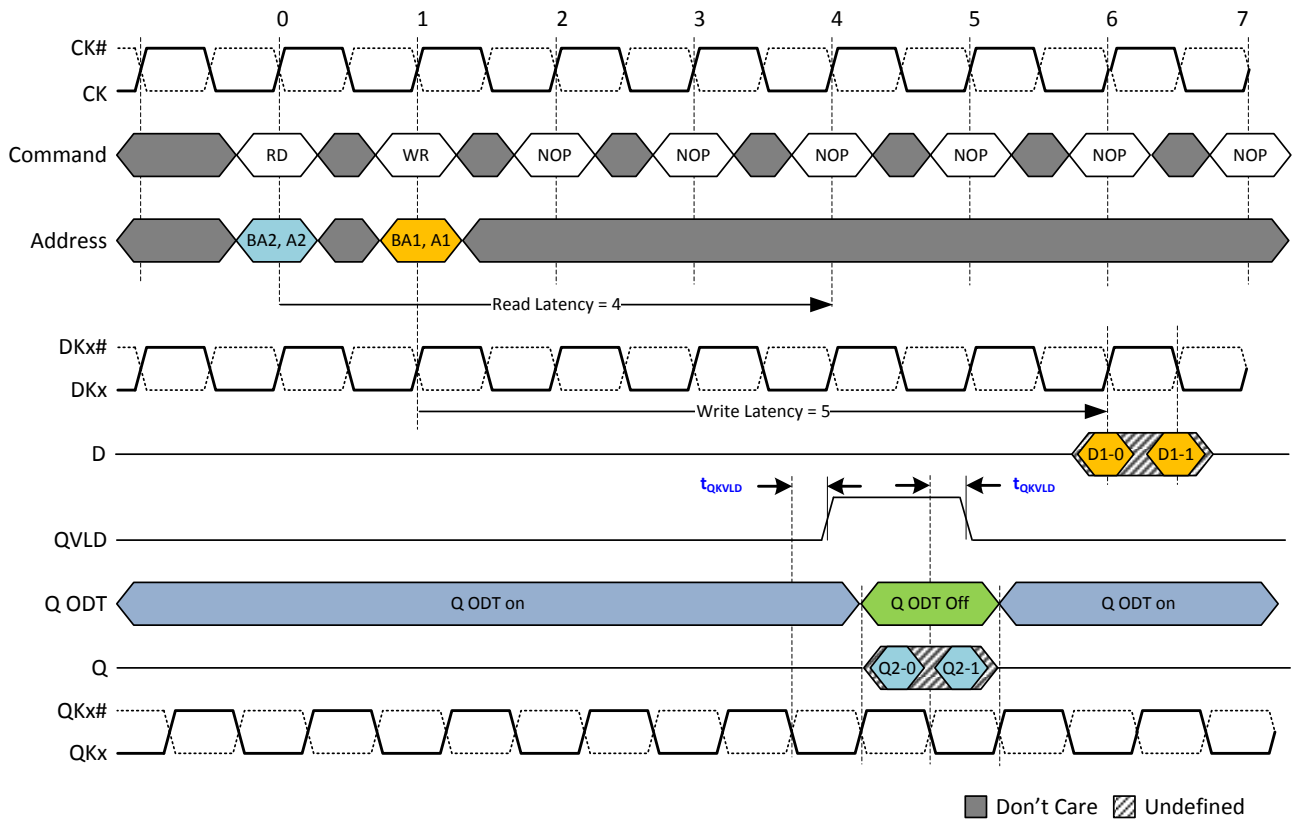 0 1 2 3 4 5 6 7
CK#
CK
Command RD WR NOP NOP NOP NOP NOP NOP
Address BA2, A2 BA1, A1
Read Latency = 4
DKx#
DKx
Write Latency = 5
D D1-0 D1-1
tQKVLD tQKVLD
QVLD
Q ODT Q ODT on Q ODT Off Q ODT on
Q Q2-0 Q2-1
QKx#
QKx
Don't Care Undefined